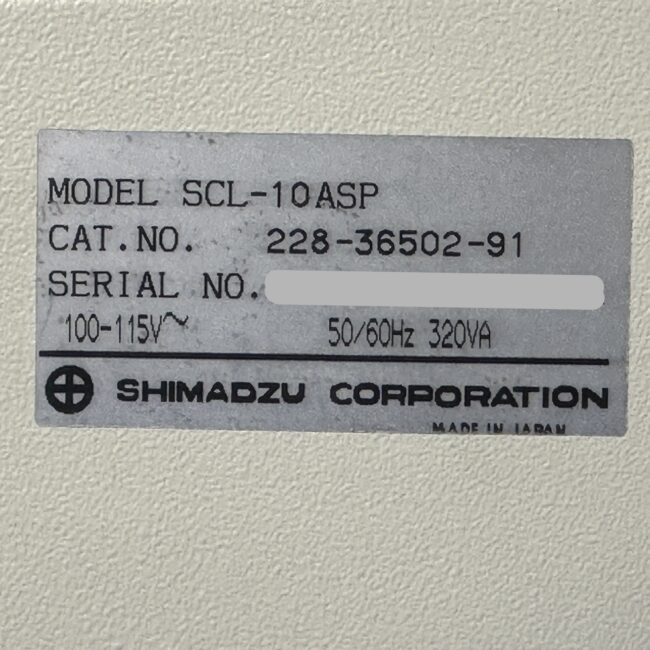 MODEL SCL-10ASP
CAT.NO. 228-36502-91
SERIAL NO.
100-115V~ 50/60Hz 320VA
SHIMADZU CORPORATION
MADE IN JAPAN